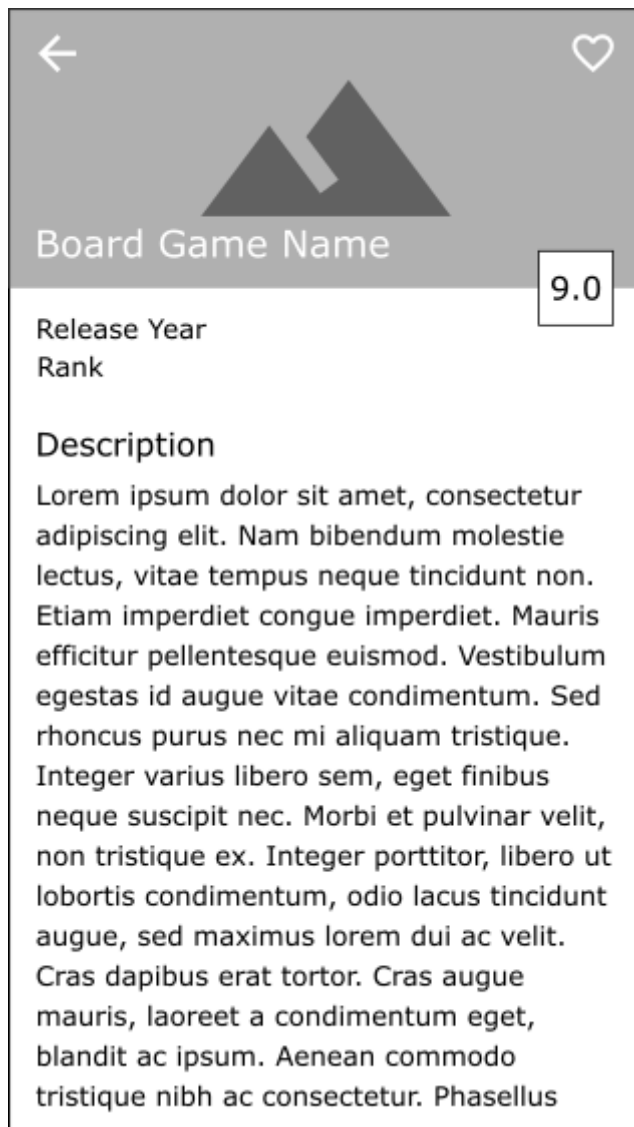 Board Game Name
9.0
Release Year
Rank
Description
Lorem ipsum dolor sit amet, consectetur
adipiscing elit. Nam bibendum molestie
lectus, vitae tempus neque tincidunt non.
Etiam imperdiet congue imperdiet. Mauris
efficitur pellentesque euismod. Vestibulum
egestas id augue vitae condimentum. Sed
rhoncus purus nec mi aliquam tristique.
Integer varius libero sem, eget finibus
neque suscipit nec. Morbi et pulvinar velit,
non tristique ex. Integer porttitor, libero ut
lobortis condimentum, odio lacus tincidunt
augue, sed maximus lorem dui ac velit.
Cras dapibus erat tortor. Cras augue
mauris, laoreet a condimentum eget,
blandit ac ipsum. Aenean commodo
tristique nibh ac consectetur. Phasellus